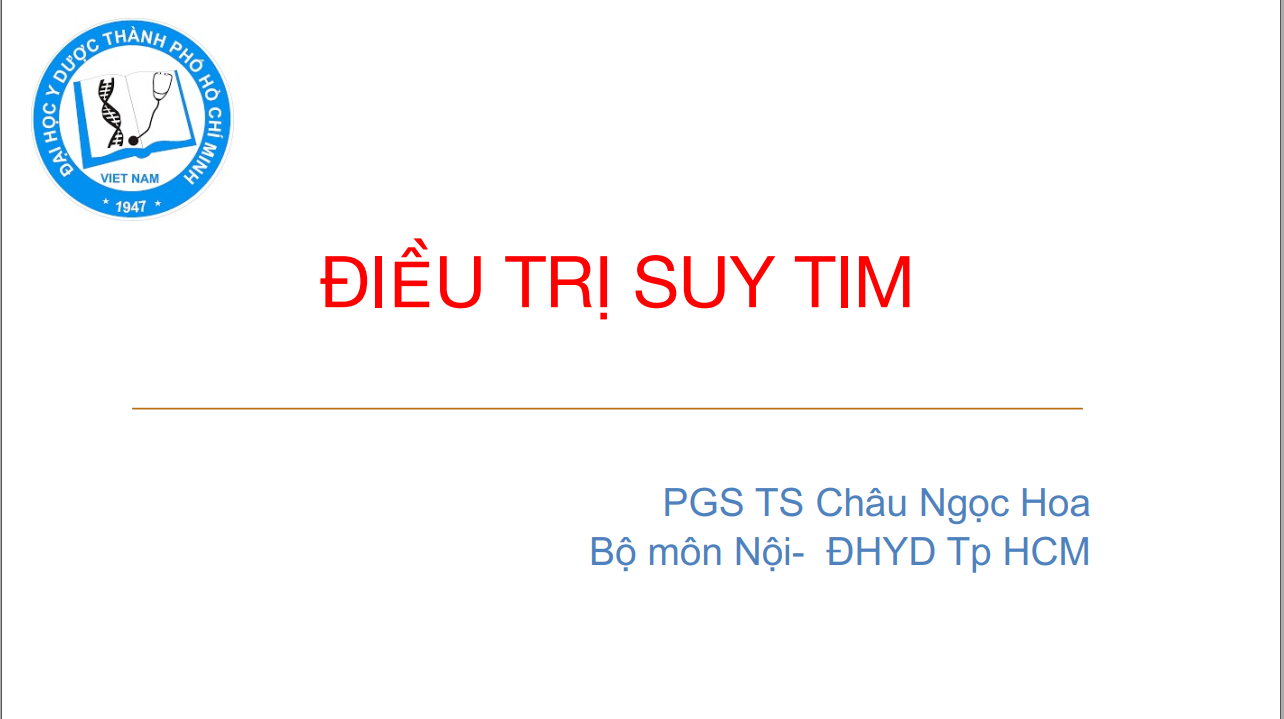 ĐẠI HỌC Y DƯỢC THÀNH PHỐ HỒ CHÍ MINH
VIET NAM
* 1947 *
ĐIỀU TRỊ SUY TIM
PGS TS Châu Ngọc Hoa
Bộ môn Nội- ĐHYD Tp HCM